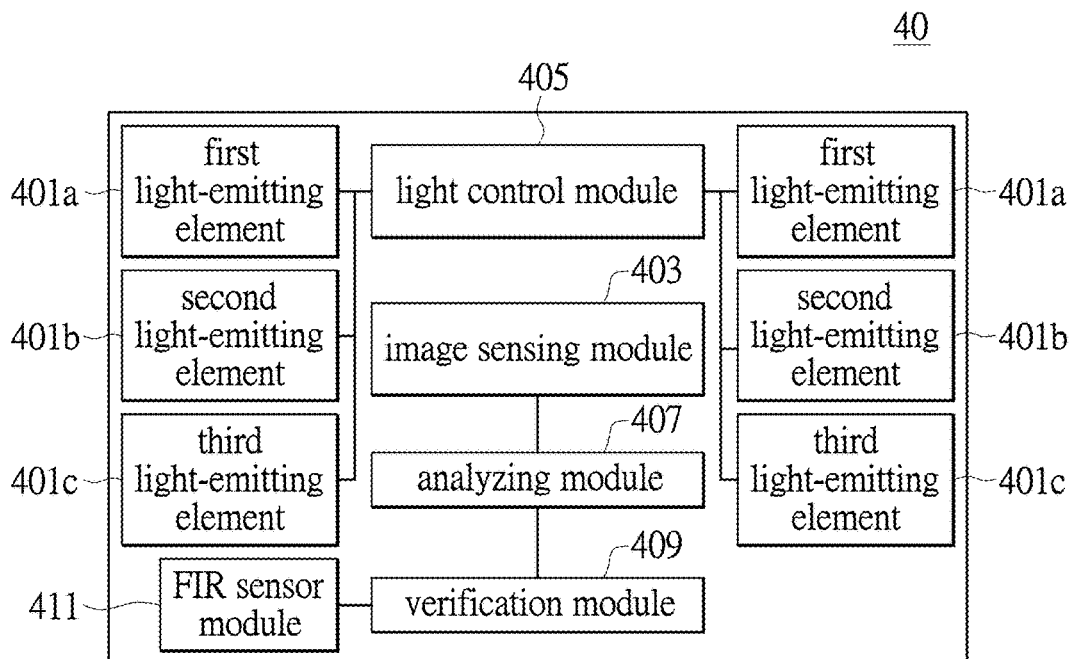 40
405
first
light-emitting
element
401a
light control module
first
light-emitting
element
401a
403
second
light-emitting
element
401b
image sensing module
second
light-emitting
element
401b
407
third
light-emitting
element
401c
analyzing module
third
light-emitting
element
401c
409
FIR sensor
module
411
verification module